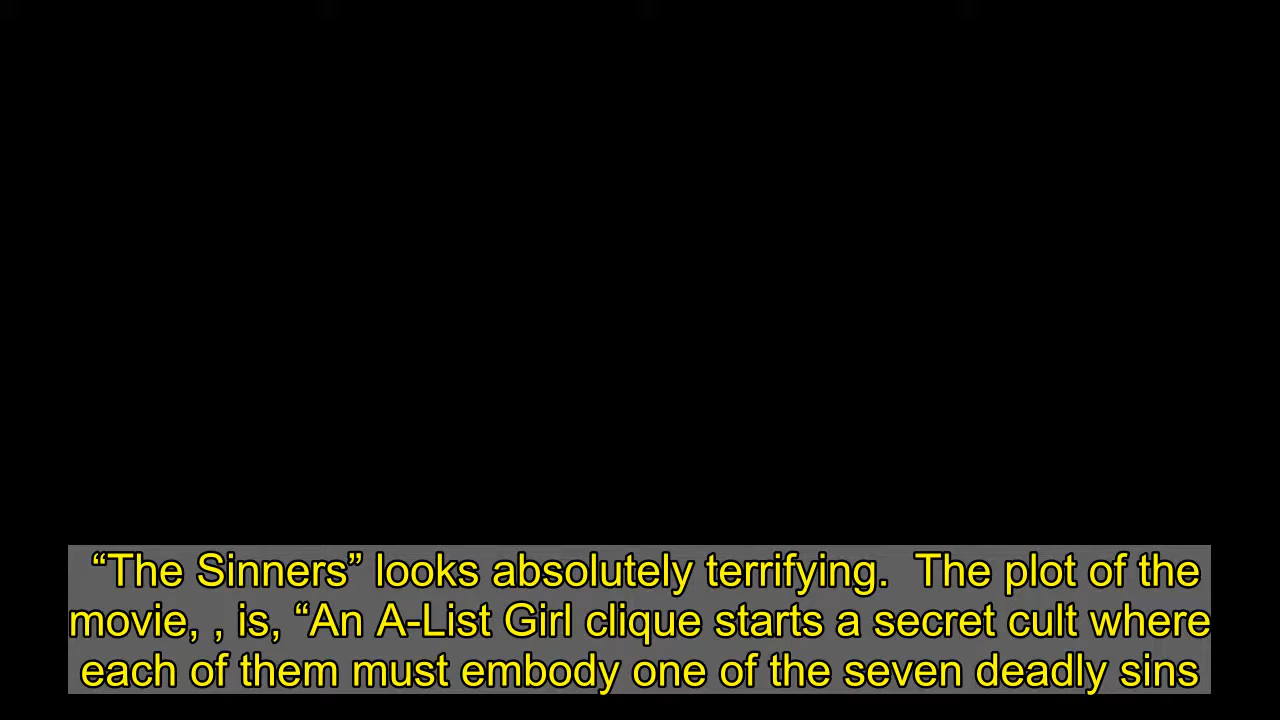 “The Sinners” looks absolutely terrifying.  The plot of the
movie, , is, “An A-List Girl clique starts a secret cult where
each of them must embody one of the seven deadly sins